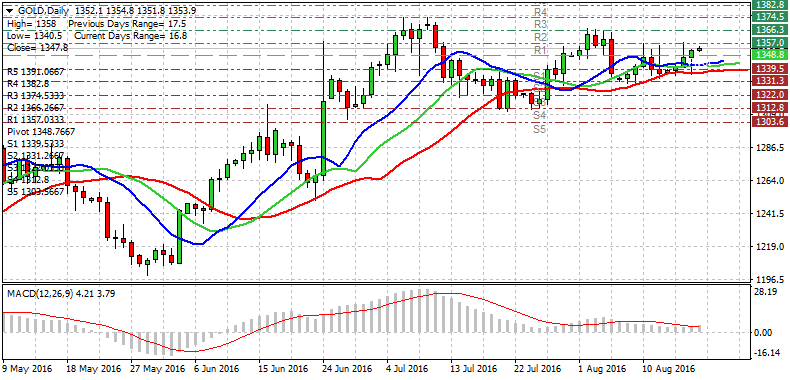 GOLD,Daily 1352.1 1354.8 1351.8 1353.9
High= 1358 Previous Days Range= 17.5
Low= 1340.5 Current Days Range= 16.8
Close= 1347.8
R5 1391.0667
R4 1382.8
R3 1374.5333
R2 1366.2667
R1 1357.0333
Pivot 1348.7667
S1 1339.5333
S2 1331.2667
S5 1303.5667
R4
R3
R2
R1
S4
S5
1382.8
1374.5
1366.3
1357.0
1348.8
1339.5
1331.3
1322.0
1312.8
1303.6
1286.5
1264.0
1241.5
1219.0
1196.5
MACD(12,26,9) 4.21 3.79
28.19
0.00
-16.14
9 May 2016
18 May 2016
27 May 2016
6 Jun 2016
15 Jun 2016
24 Jun 2016
4 Jul 2016
13 Jul 2016
22 Jul 2016
1 Aug 2016
10 Aug 2016